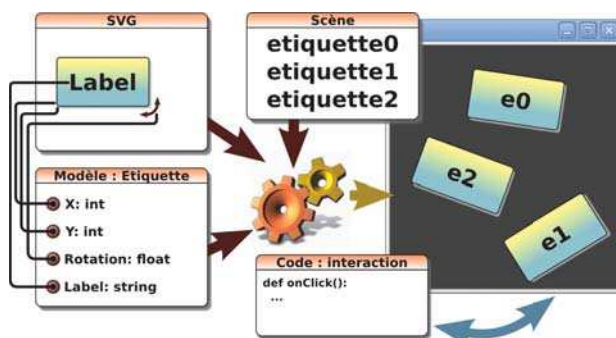 SVG
Label
Modèle : Etiquette
X: int
Y: int
Rotation: float
Label: string
Scène
etiquette0
etiquette1
etiquette2
Code : interaction
def onClick():
...
e0
e2
e1